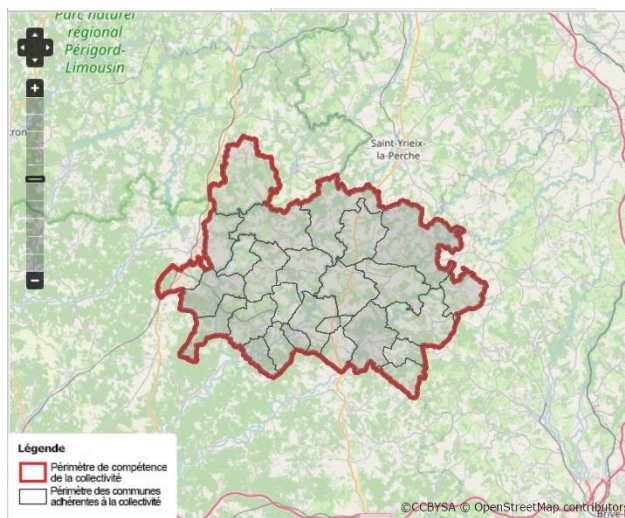 Parc naturel
régional
Périgord-
Limousin
Saint-Yrieix
-la-Perche
Légende
Périmètre de compétence
de la collectivité
Périmètre des communes
adhérentes à la collectivité
©CCBYSA © OpenStreetMap contributors